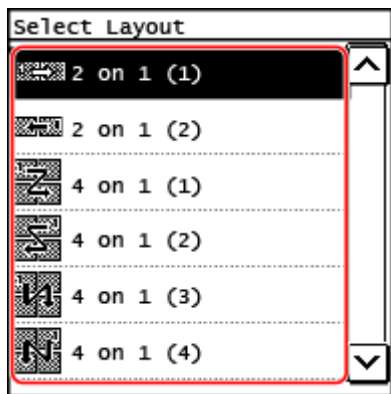 Select Layout
2 on 1 (1)
2 on 1 (2)
4 on 1 (1)
4 on 1 (2)
4 on 1 (3)
4 on 1 (4)